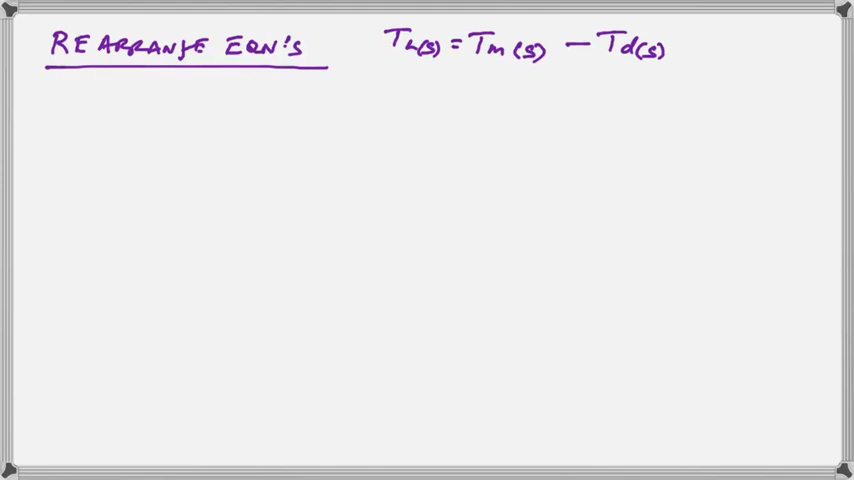 REARRANGE EQN'S
TL(s) = Tm(s) - Td(s)